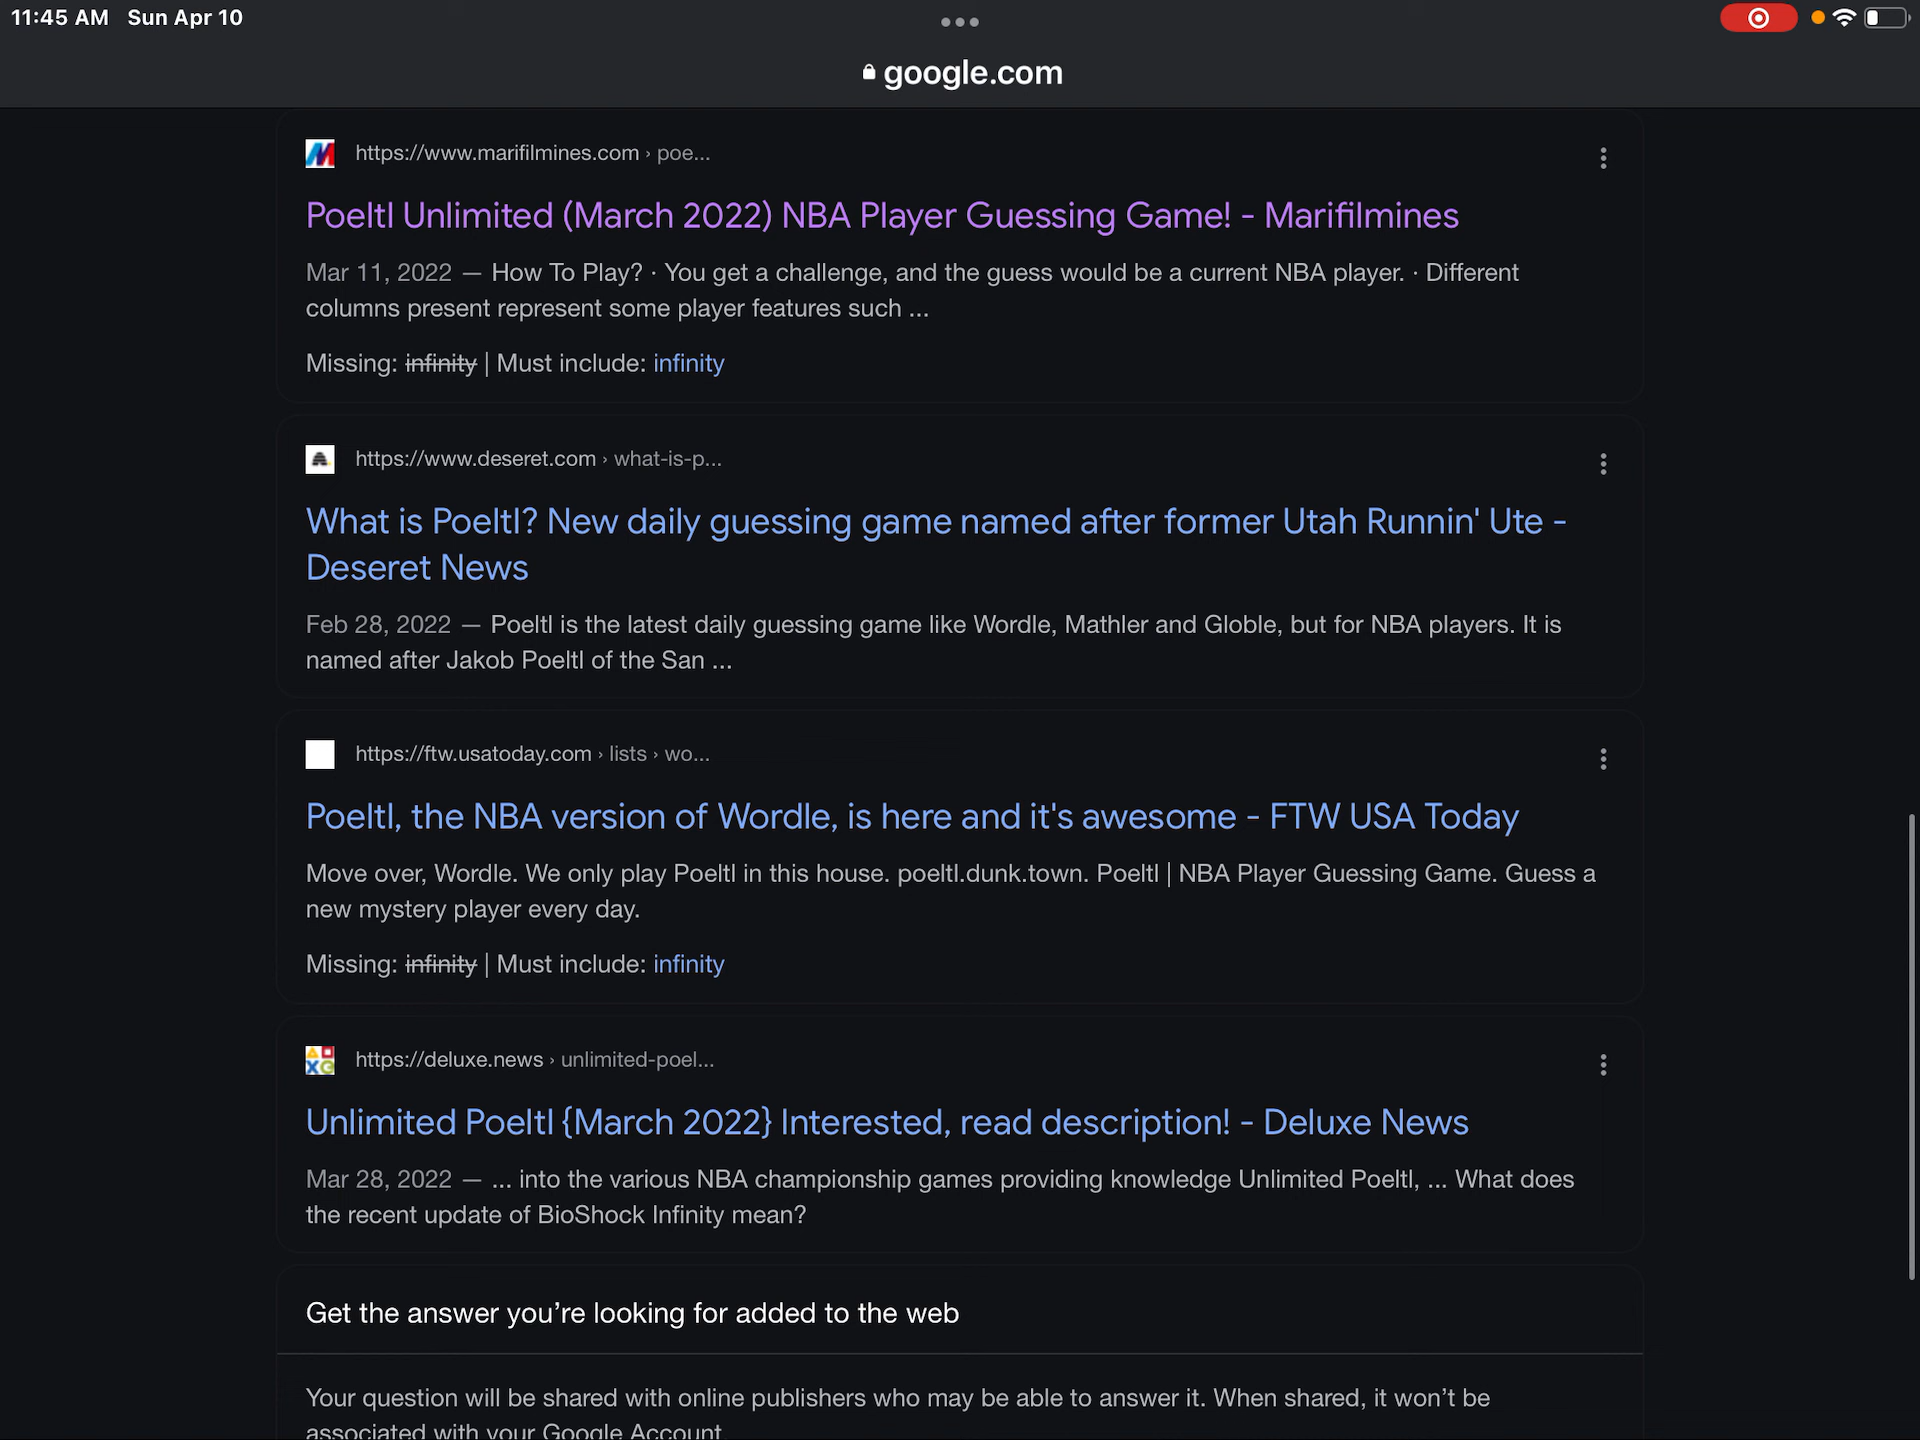 11:45 AM Sun Apr 10
google.com
https://www.marifilmines.com › poe...
Poeltl Unlimited (March 2022) NBA Player Guessing Game! - Marifilmines
Mar 11, 2022 — How To Play? · You get a challenge, and the guess would be a current NBA player. · Different
columns present represent some player features such ...
Missing: infinity | Must include: infinity
https://www.deseret.com › what-is-p...
What is Poeltl? New daily guessing game named after former Utah Runnin' Ute -
Deseret News
Feb 28, 2022 — Poeltl is the latest daily guessing game like Wordle, Mathler and Globle, but for NBA players. It is
named after Jakob Poeltl of the San ...
https://ftw.usatoday.com › lists › wo...
Poeltl, the NBA version of Wordle, is here and it's awesome - FTW USA Today
Move over, Wordle. We only play Poeltl in this house. poeltl.dunk.town. Poeltl | NBA Player Guessing Game. Guess a
new mystery player every day.
Missing: infinity | Must include: infinity
https://deluxe.news › unlimited-poel...
Unlimited Poeltl {March 2022} Interested, read description! - Deluxe News
Mar 28, 2022 — ... into the various NBA championship games providing knowledge Unlimited Poeltl, ... What does
the recent update of BioShock Infinity mean?
Get the answer you’re looking for added to the web
Your question will be shared with online publishers who may be able to answer it. When shared, it won’t be
associated with your Google Account